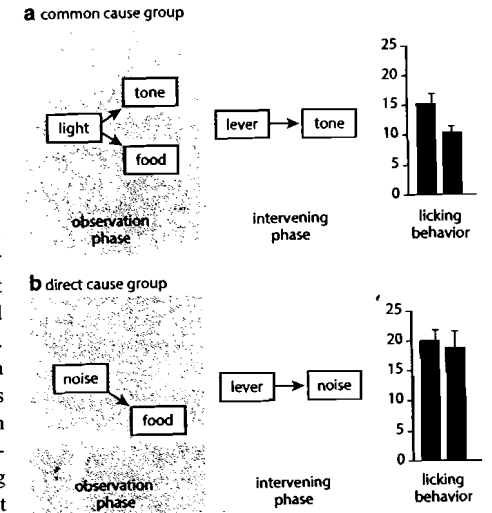 a common cause group
tone
light
food
observation
phase
lever
tone
intervening
phase
25
20
15
10
5
0
licking
behavior
b direct cause group
noise
food
observation
phase
lever
noise
intervening
phase
25
20
15
10
5
0
licking
behavior